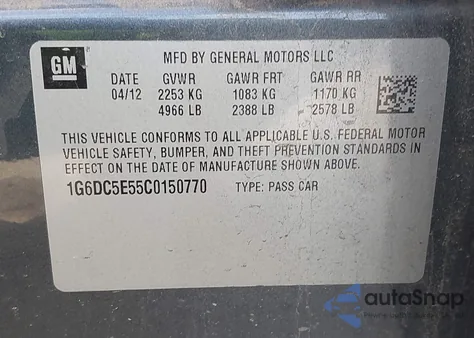 GM
MFD BY GENERAL MOTORS LLC
DATE GVWR GAWR FRT GAWR RR
04/12 2253 KG 1083 KG 1170 KG
4966 LB 2388 LB 2578 LB
THIS VEHICLE CONFORMS TO ALL APPLICABLE U.S. FEDERAL MOTOR
VEHICLE SAFETY, BUMPER, AND THEFT PREVENTION STANDARDS IN
EFFECT ON THE DATE OF MANUFACTURE SHOWN ABOVE.
1G6DC5E55C0150770 TYPE: PASS CAR
autoSnap